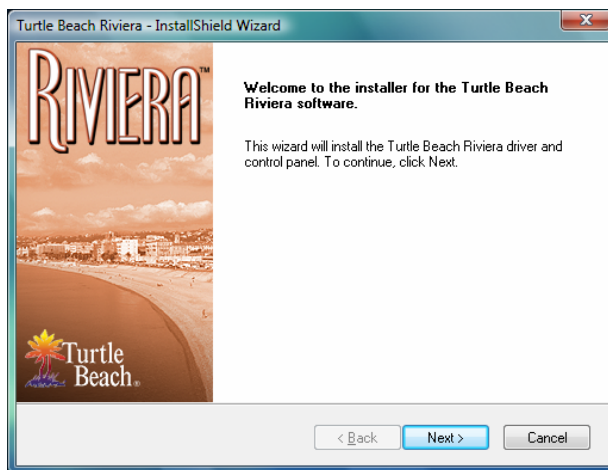 Turtle Beach Riviera - InstallShield Wizard
RIVIERA™
Welcome to the installer for the Turtle Beach
Riviera software.
This wizard will install the Turtle Beach Riviera driver and
control panel. To continue, click Next.
Turtle
Beach®
< Back
Next >
Cancel